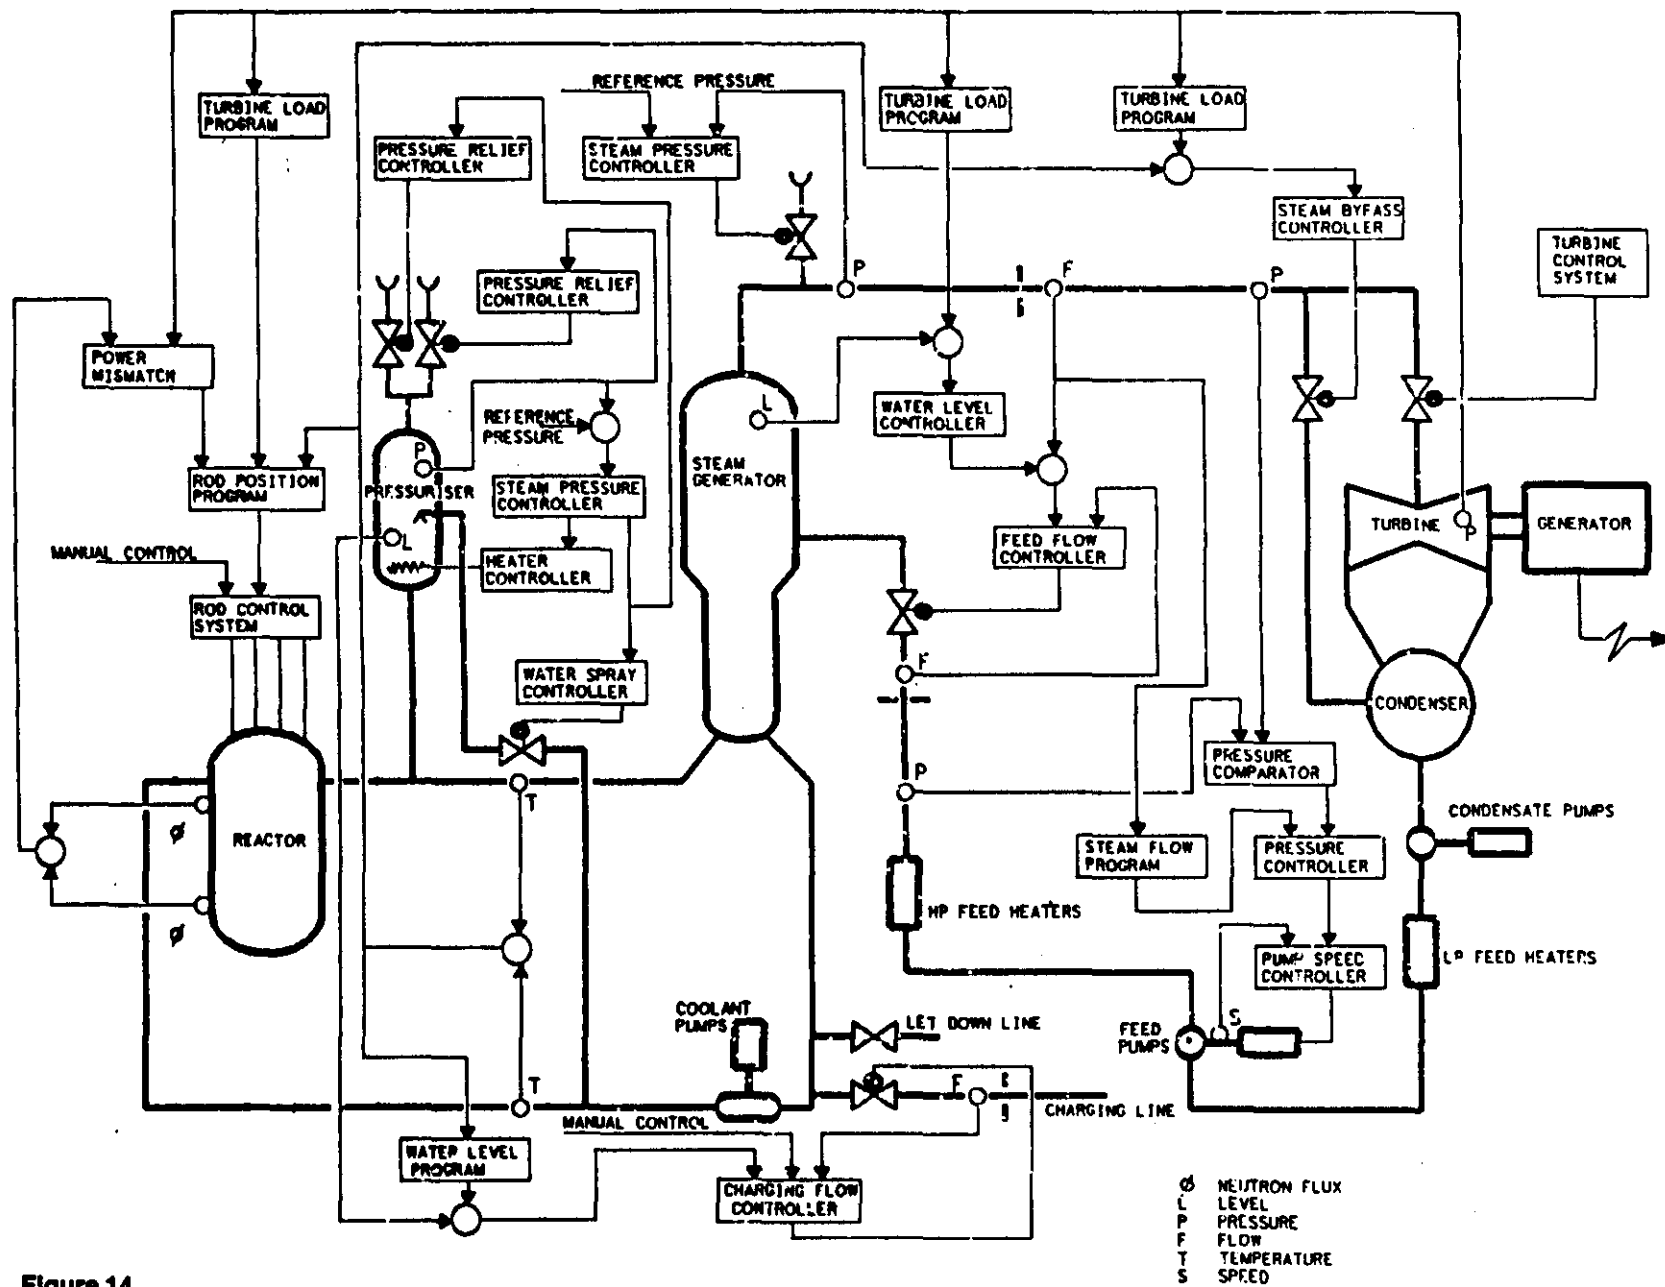 REFERENCE PRESSURE
TURBINE LOAD
PROGRAM
TURBINE LOAD
PROGRAM
TURBINE LOAD
PROGRAM
PRESSURE RELIEF
CONTROLLER
STEAM PRESSURE
CONTROLLER
STEAM BYPASS
CONTROLLER
TURBINE
CONTROL
SYSTEM
PRESSURE RELIEF
CONTROLLER
P
F
P
POWER
MISMATCH
REFERENCE
PRESSURE
L
WATER LEVEL
CONTROLLER
STEAM
GENERATOR
ROD POSITION
PROGRAM
P
PRESSURISER
STEAM PRESSURE
CONTROLLER
L
TURBINE
P
GENERATOR
MANUAL CONTROL
HEATER
CONTROLLER
FEED FLOW
CONTROLLER
ROD CONTROL
SYSTEM
WATER SPRAY
CONTROLLER
F
CONDENSER
PRESSURE
COMPARATOR
P
T
ø
REACTOR
ø
CONDENSATE PUMPS
STEAM FLOW
PROGRAM
PRESSURE
CONTROLLER
HP FEED HEATERS
PUMP SPEED
CONTROLLER
LP FEED HEATERS
COOLANT
PUMPS
LET DOWN LINE
FEED
PUMPS
S
T
F
CHARGING LINE
MANUAL CONTROL
WATER LEVEL
PROGRAM
CHARGING FLOW
CONTROLLER
ø NEUTRON FLUX
L LEVEL
P PRESSURE
F FLOW
T TEMPERATURE
S SPEED
Figure 14